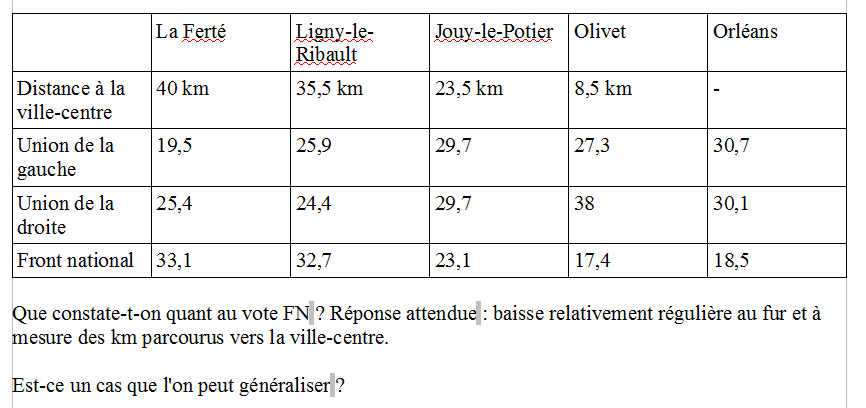 La Ferté Ligny-le-Ribault Jouy-le-Potier Olivet Orléans
Distance à la ville-centre 40 km 35,5 km 23,5 km 8,5 km -
Union de la gauche 19,5 25,9 29,7 27,3 30,7
Union de la droite 25,4 24,4 29,7 38 30,1
Front national 33,1 32,7 23,1 17,4 18,5
Que constate-t-on quant au vote FN ? Réponse attendue : baisse relativement régulière au fur et à
mesure des km parcourus vers la ville-centre.
Est-ce un cas que l'on peut généraliser ?